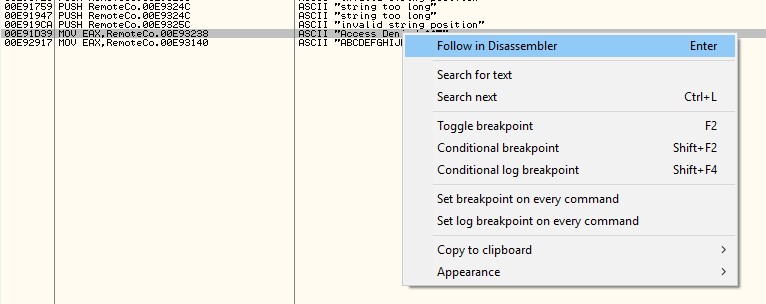 00E91759 PUSH RemoteCo.00E9324C ASCII "string too long"
00E91947 PUSH RemoteCo.00E9324C ASCII "string too long"
00E919CA PUSH RemoteCo.00E9325C ASCII "invalid string position"
00E91D39 MOV EAX,RemoteCo.00E93238 ASCII "Access Den
00E92917 MOV EAX,RemoteCo.00E93140 ASCII "ABCDEFGHIJ
Follow in Disassembler Enter
Search for text
Search next Ctrl+L
Toggle breakpoint F2
Conditional breakpoint Shift+F2
Conditional log breakpoint Shift+F4
Set breakpoint on every command
Set log breakpoint on every command
Copy to clipboard
Appearance